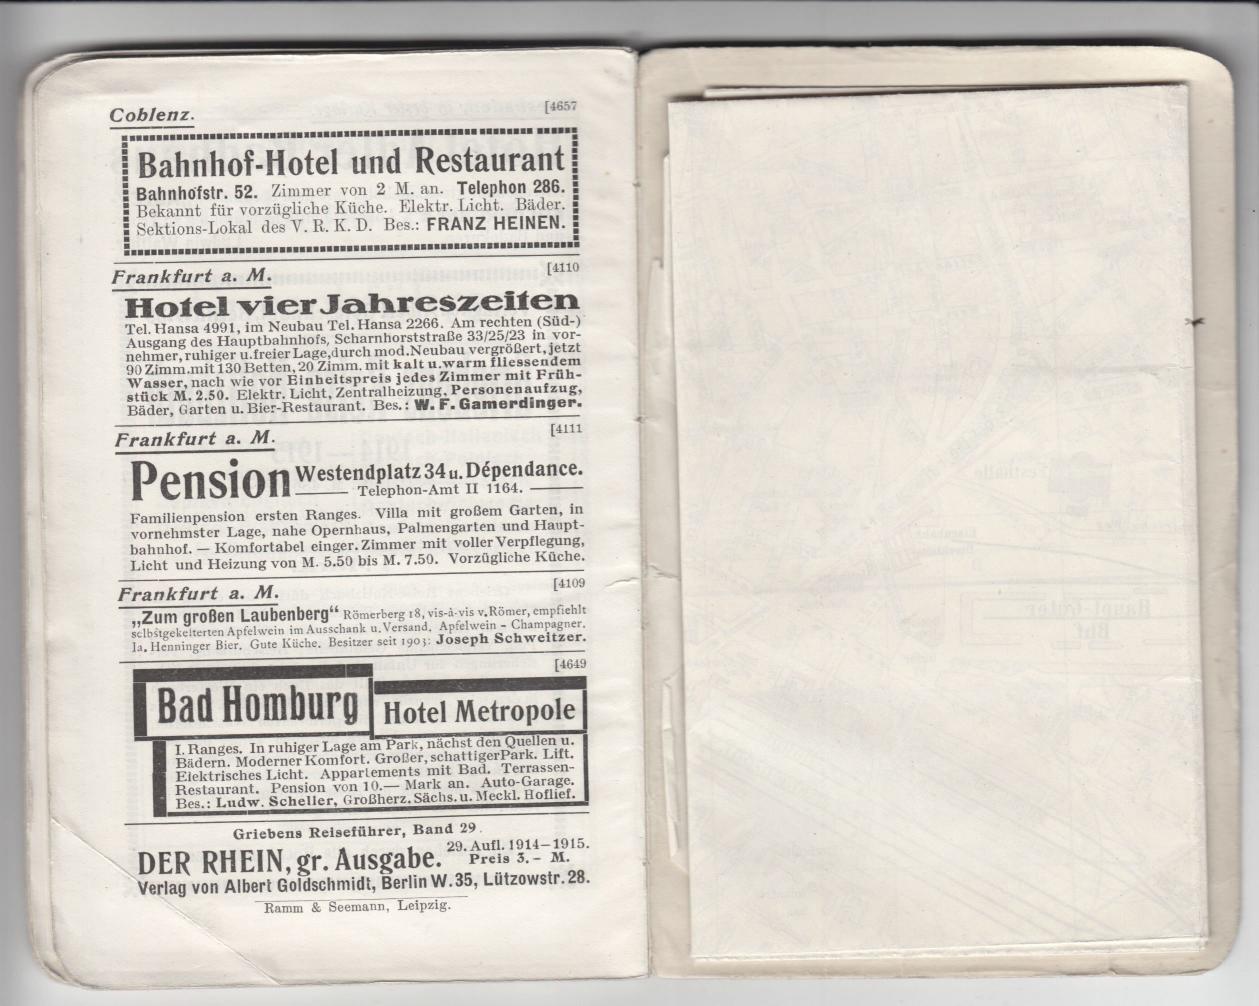 Coblenz. [4657
Bahnhof-Hotel und Restaurant
Bahnhofstr. 52. Zimmer von 2 M. an. Telephon 286.
Bekannt für vorzügliche Küche. Elektr. Licht. Bäder.
Sektions-Lokal des V. R. K. D. Bes.: FRANZ HEINEN.
Frankfurt a. M. [4110
Hotel vier Jahreszeiten
Tel. Hansa 4991, im Neubau Tel. Hansa 2266. Am rechten (Süd-)
Ausgang des Hauptbahnhofs, Scharnhorststraße 33/25/23 in vor-
nehmer, ruhiger u. freier Lage, durch mod. Neubau vergrößert, jetzt
90 Zimm. mit 130 Betten, 20 Zimm. mit kalt u. warm fliessendem
Wasser, nach wie vor Einheitspreis jedes Zimmer mit Früh-
stück M. 2.50. Elektr. Licht, Zentralheizung, Personenaufzug,
Bäder, Garten u. Bier-Restaurant. Bes.: W. F. Gamerdinger.
Frankfurt a. M. [4111
Pension Westendplatz 34 u. Dépendance.
Telephon-Amt II 1164.
Familienpension ersten Ranges. Villa mit großem Garten, in
vornehmster Lage, nahe Opernhaus, Palmengarten und Haupt-
bahnhof. — Komfortabel einger. Zimmer mit voller Verpflegung,
Licht und Heizung von M. 5.50 bis M. 7.50. Vorzügliche Küche.
Frankfurt a. M. [4109
„Zum großen Laubenberg“ Römerberg 18, vis-à-vis v. Römer, empfiehlt
selbstgekelterten Apfelwein im Ausschank u. Versand. Apfelwein - Champagner.
Ia. Henninger Bier. Gute Küche. Besitzer seit 1903: Joseph Schweitzer.
[4649
Bad Homburg Hotel Metropole
I. Ranges. In ruhiger Lage am Park, nächst den Quellen u.
Bädern. Moderner Komfort. Großer, schattiger Park. Lift.
Elektrisches Licht. Appartements mit Bad. Terrassen-
Restaurant. Pension von 10.— Mark an. Auto-Garage.
Bes.: Ludw. Scheller, Großherz. Sächs. u. Meckl. Hoflief.
Griebens Reiseführer, Band 29.
DER RHEIN, gr. Ausgabe. 29. Aufl. 1914–1915.
Preis 3.- M.
Verlag von Albert Goldschmidt, Berlin W. 35, Lützowstr. 28.
Ramm & Seemann, Leipzig.